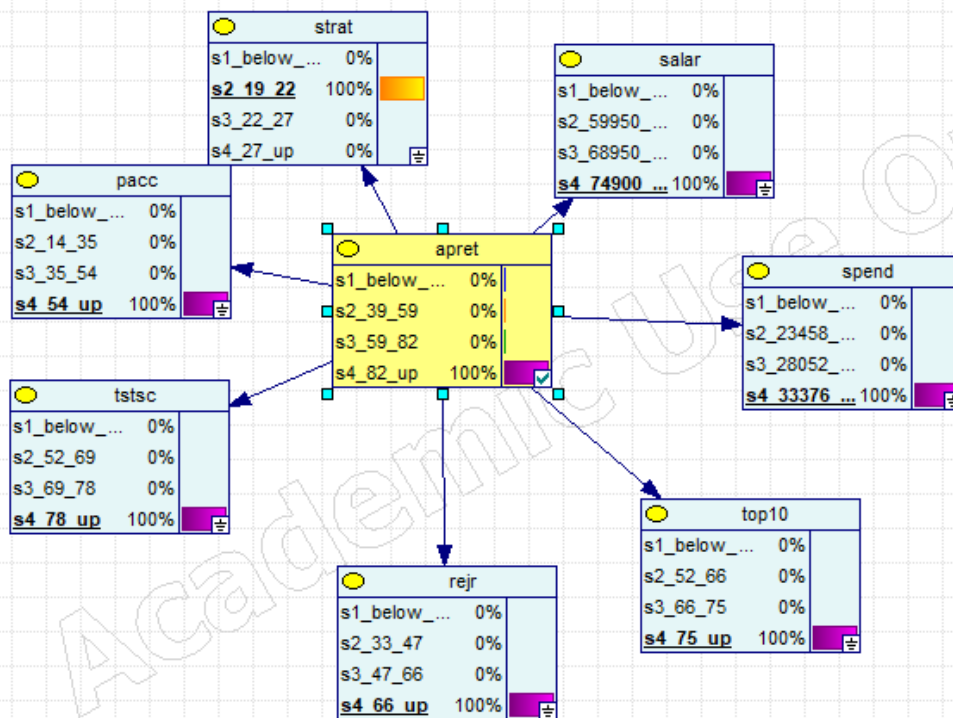 strat
s1_below_... 0%
s2_19_22 100%
s3_22_27 0%
s4_27_up 0%
salar
s1_below_... 0%
s2_59950_... 0%
s3_68950_... 0%
s4_74900_... 100%
pacc
s1_below_... 0%
s2_14_35 0%
s3_35_54 0%
s4_54_up 100%
apret
s1_below_... 0%
s2_39_59 0%
s3_59_82 0%
s4_82_up 100%
spend
s1_below_... 0%
s2_23458_... 0%
s3_28052_... 0%
s4_33376_... 100%
tstsc
s1_below_... 0%
s2_52_69 0%
s3_69_78 0%
s4_78_up 100%
top10
s1_below_... 0%
s2_52_66 0%
s3_66_75 0%
s4_75_up 100%
rejr
s1_below_... 0%
s2_33_47 0%
s3_47_66 0%
s4_66_up 100%
Academic Use